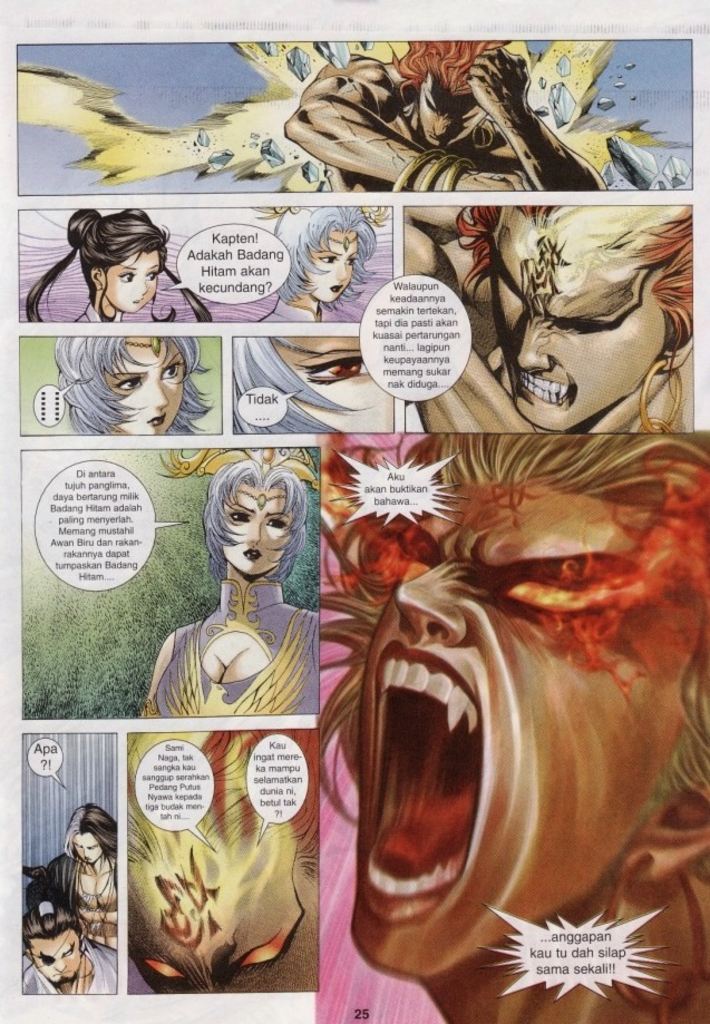 Kapten!
Adakah Badang
Hitam akan
kecundang?
Walaupun
keadaannya
semakin tertekan,
tapi dia pasti akan
kuasai pertarungan
nanti... lagipun
keupayaannya
memang sukar
nak diduga....
Tidak
....
Di antara
tujuh panglima,
daya bertarung milik
Badang Hitam adalah
paling menyerlah.
Memang mustahil
Awan Biru dan rakan-
rakannya dapat
tumpaskan Badang
Hitam....
Aku
akan buktikan
bahawa...
Apa
?!
Sami
Naga, tak
sangka kau
sanggup serahkan
Pedang Putus
Nyawa kepada
tiga budak men-
tah ni....
Kau
ingat mere-
ka mampu
selamatkan
dunia ni,
betul tak
?!
...anggapan
kau tu dah silap
sama sekali!!
25